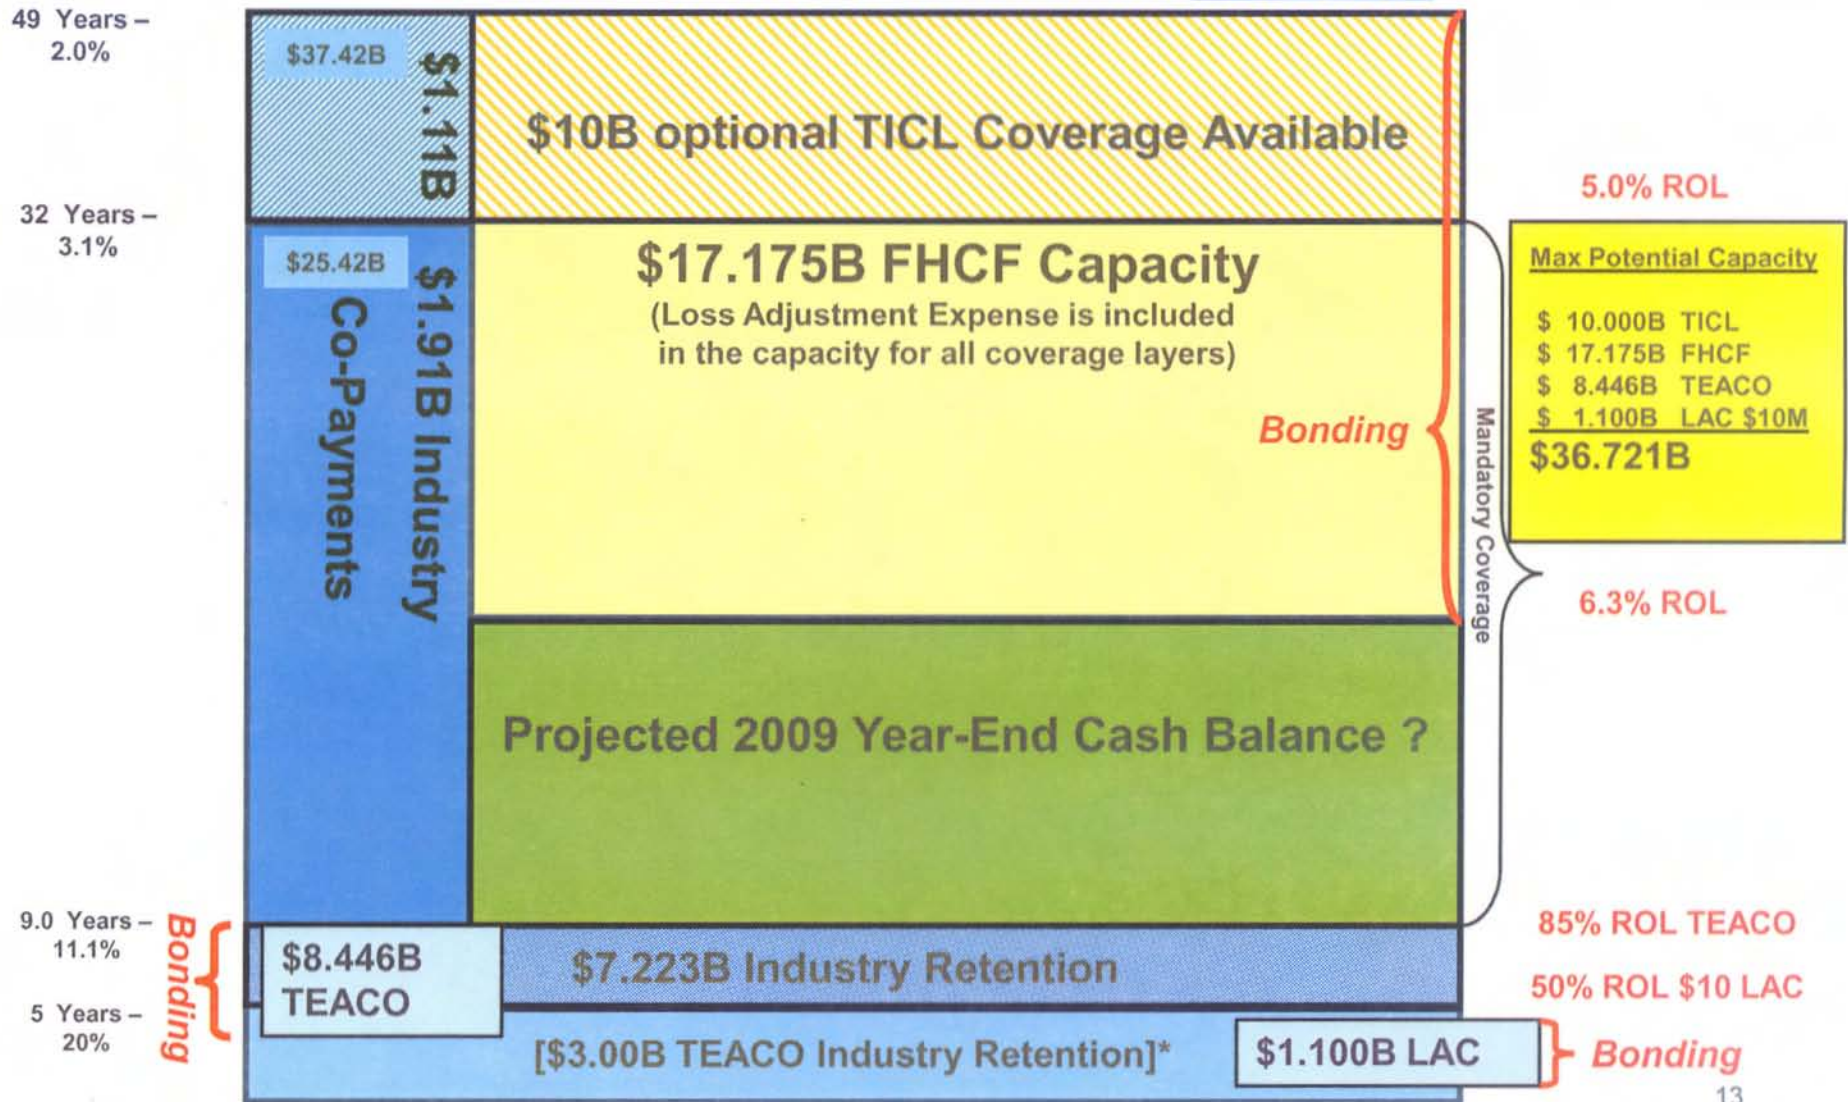 49 Years –
2.0%
$37.42B
$1.11B
$10B optional TICL Coverage Available
5.0% ROL
32 Years –
3.1%
$25.42B
$1.91B Industry
Co-Payments
$17.175B FHCF Capacity
(Loss Adjustment Expense is included
in the capacity for all coverage layers)
Bonding
Mandatory Coverage
Max Potential Capacity
$ 10.000B TICL
$ 17.175B FHCF
$ 8.446B TEACO
$ 1.100B LAC $10M
$36.721B
6.3% ROL
Projected 2009 Year-End Cash Balance ?
9.0 Years –
11.1%
Bonding
$8.446B
TEACO
$7.223B Industry Retention
85% ROL TEACO
50% ROL $10 LAC
5 Years –
20%
[$3.00B TEACO Industry Retention]*
$1.100B LAC
Bonding
13